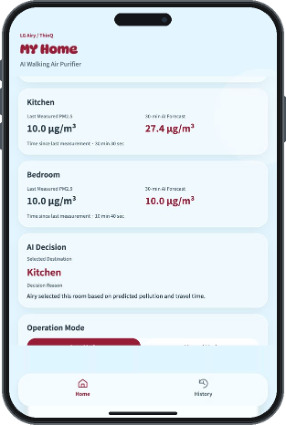 LG Airy / ThinQ
MY Home
AI Walking Air Purifier
Kitchen
Last Measured PM2.5 30-min AI Forecast
10.0 µg/m³ 27.4 µg/m³
Time since last measurement · 10 min 40 sec
Bedroom
Last Measured PM2.5 30-min AI Forecast
10.0 µg/m³ 10.0 µg/m³
Time since last measurement · 10 min 40 sec
AI Decision
Selected Destination
Kitchen
Decision Reason
Airy selected this room based on predicted pollution and travel time.
Operation Mode
Home History